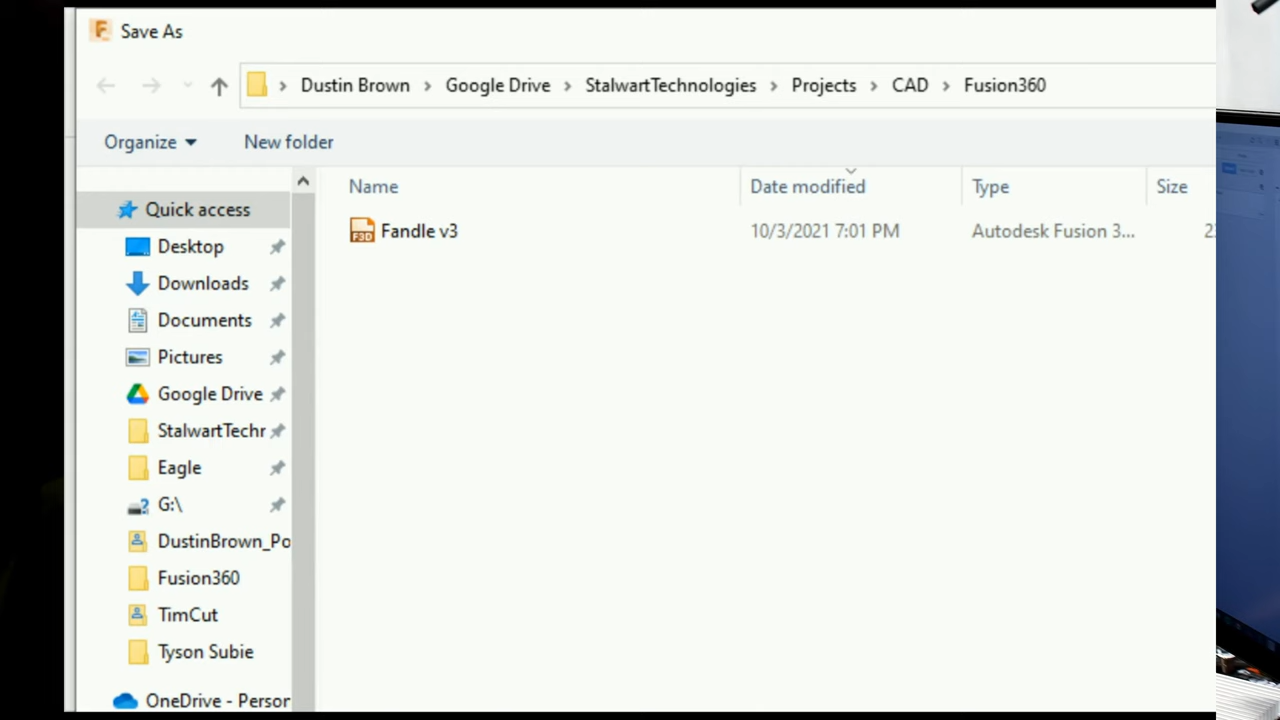 Save As
Dustin Brown > Google Drive > StalwartTechnologies > Projects > CAD > Fusion360
Organize New folder
Name Date modified Type Size
Fandle v3 10/3/2021 7:01 PM Autodesk Fusion 3...
Quick access
Desktop
Downloads
Documents
Pictures
Google Drive
StalwartTechr
Eagle
G:\
DustinBrown_Po
Fusion360
TimCut
Tyson Subie
OneDrive - Person